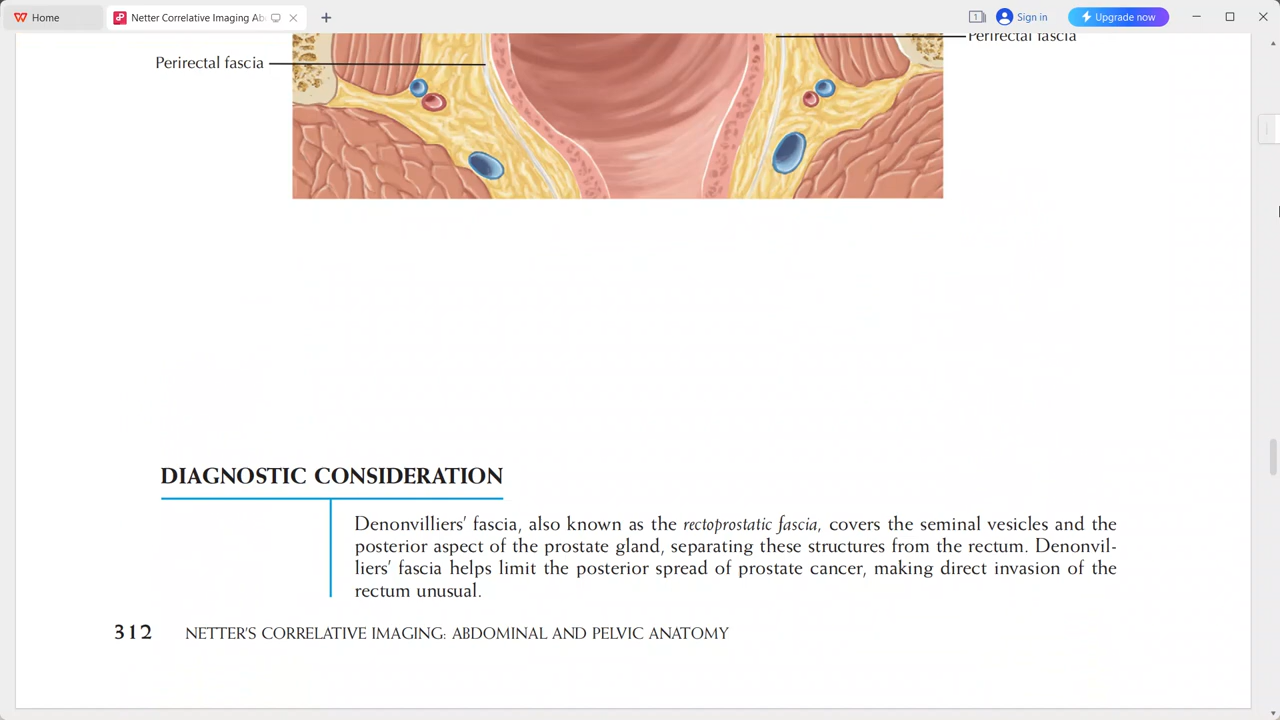 Home
Netter Correlative Imaging Ab
Sign in
Upgrade now
Perirectal fascia
Perirectal fascia
DIAGNOSTIC CONSIDERATION
Denonvilliers' fascia, also known as the rectoprostatic fascia, covers the seminal vesicles and the
posterior aspect of the prostate gland, separating these structures from the rectum. Denonvil-
liers' fascia helps limit the posterior spread of prostate cancer, making direct invasion of the
rectum unusual.
312 NETTER'S CORRELATIVE IMAGING: ABDOMINAL AND PELVIC ANATOMY